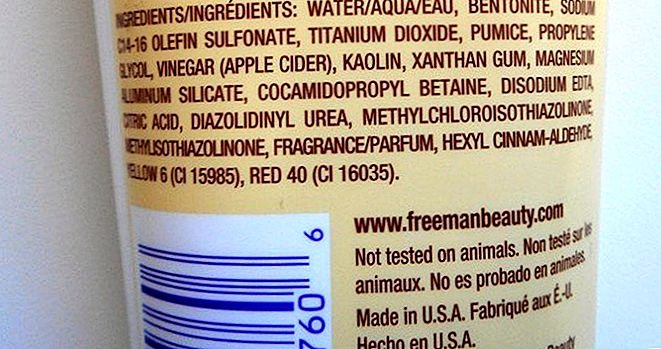 INGREDIENTS/INGRÉDIENTS: WATER/AQUA/EAU, BENTONITE, SODIUM
C14-16 OLEFIN SULFONATE, TITANIUM DIOXIDE, PUMICE, PROPYLENE
GLYCOL, VINEGAR (APPLE CIDER), KAOLIN, XANTHAN GUM, MAGNESIUM
ALUMINUM SILICATE, COCAMIDOPROPYL BETAINE, DISODIUM EDTA,
CITRIC ACID, DIAZOLIDINYL UREA, METHYLCHLOROISOTHIAZOLINONE,
METHYLISOTHIAZOLINONE, FRAGRANCE/PARFUM, HEXYL CINNAM-ALDEHYDE,
YELLOW 6 (CI 15985), RED 40 (CI 16035).
www.freemanbeauty.com
Not tested on animals. Non testé sur les
animaux. No es probado en animales.
Made in U.S.A. Fabriqué aux É.-U.
Hecho en U.S.A.
Beauty
6
760